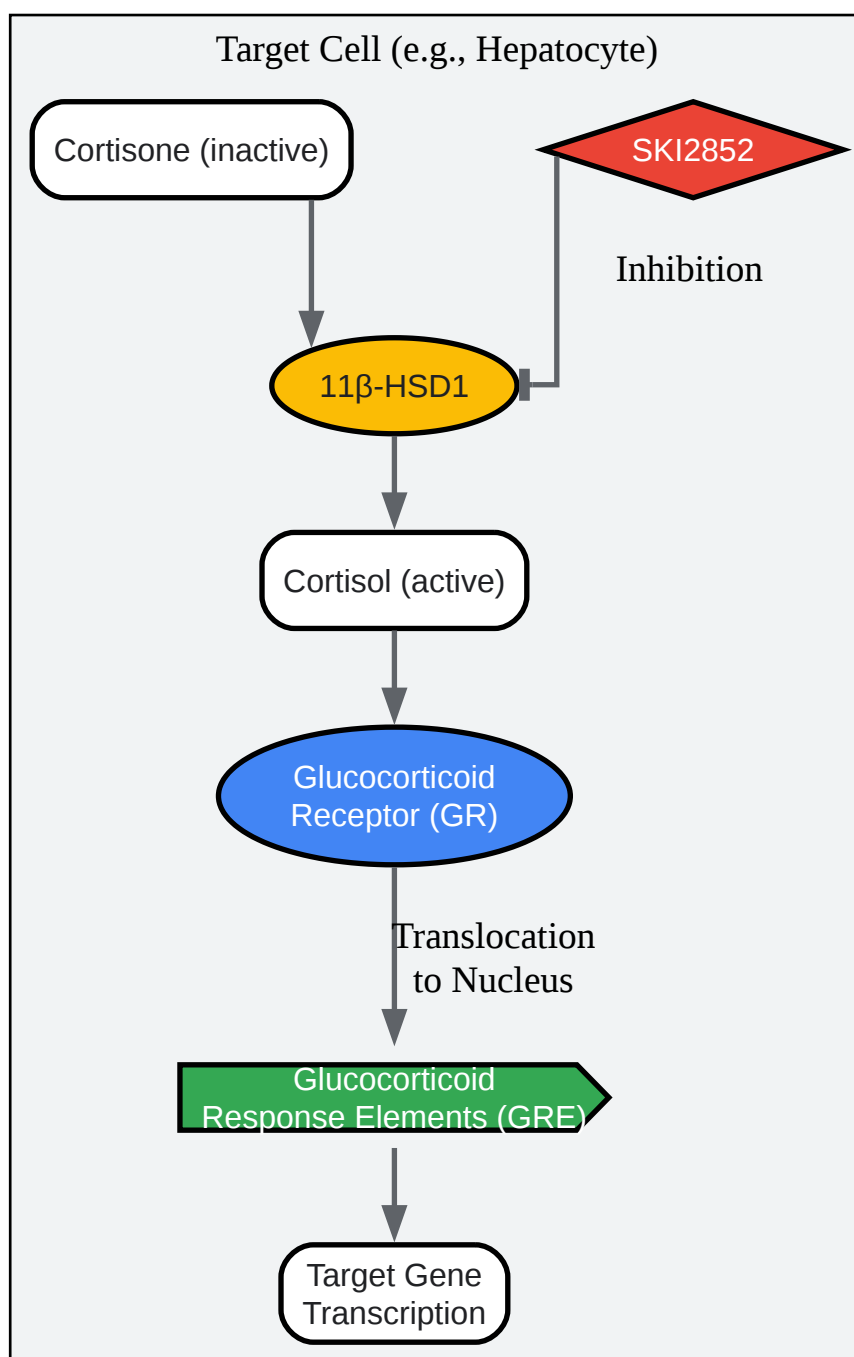 Target Cell (e.g., Hepatocyte)
Cortisone (inactive)
SKI2852
Inhibition
11β-HSD1
Cortisol (active)
Glucocorticoid
Receptor (GR)
Translocation
to Nucleus
Glucocorticoid
Response Elements (GRE)
Target Gene
Transcription